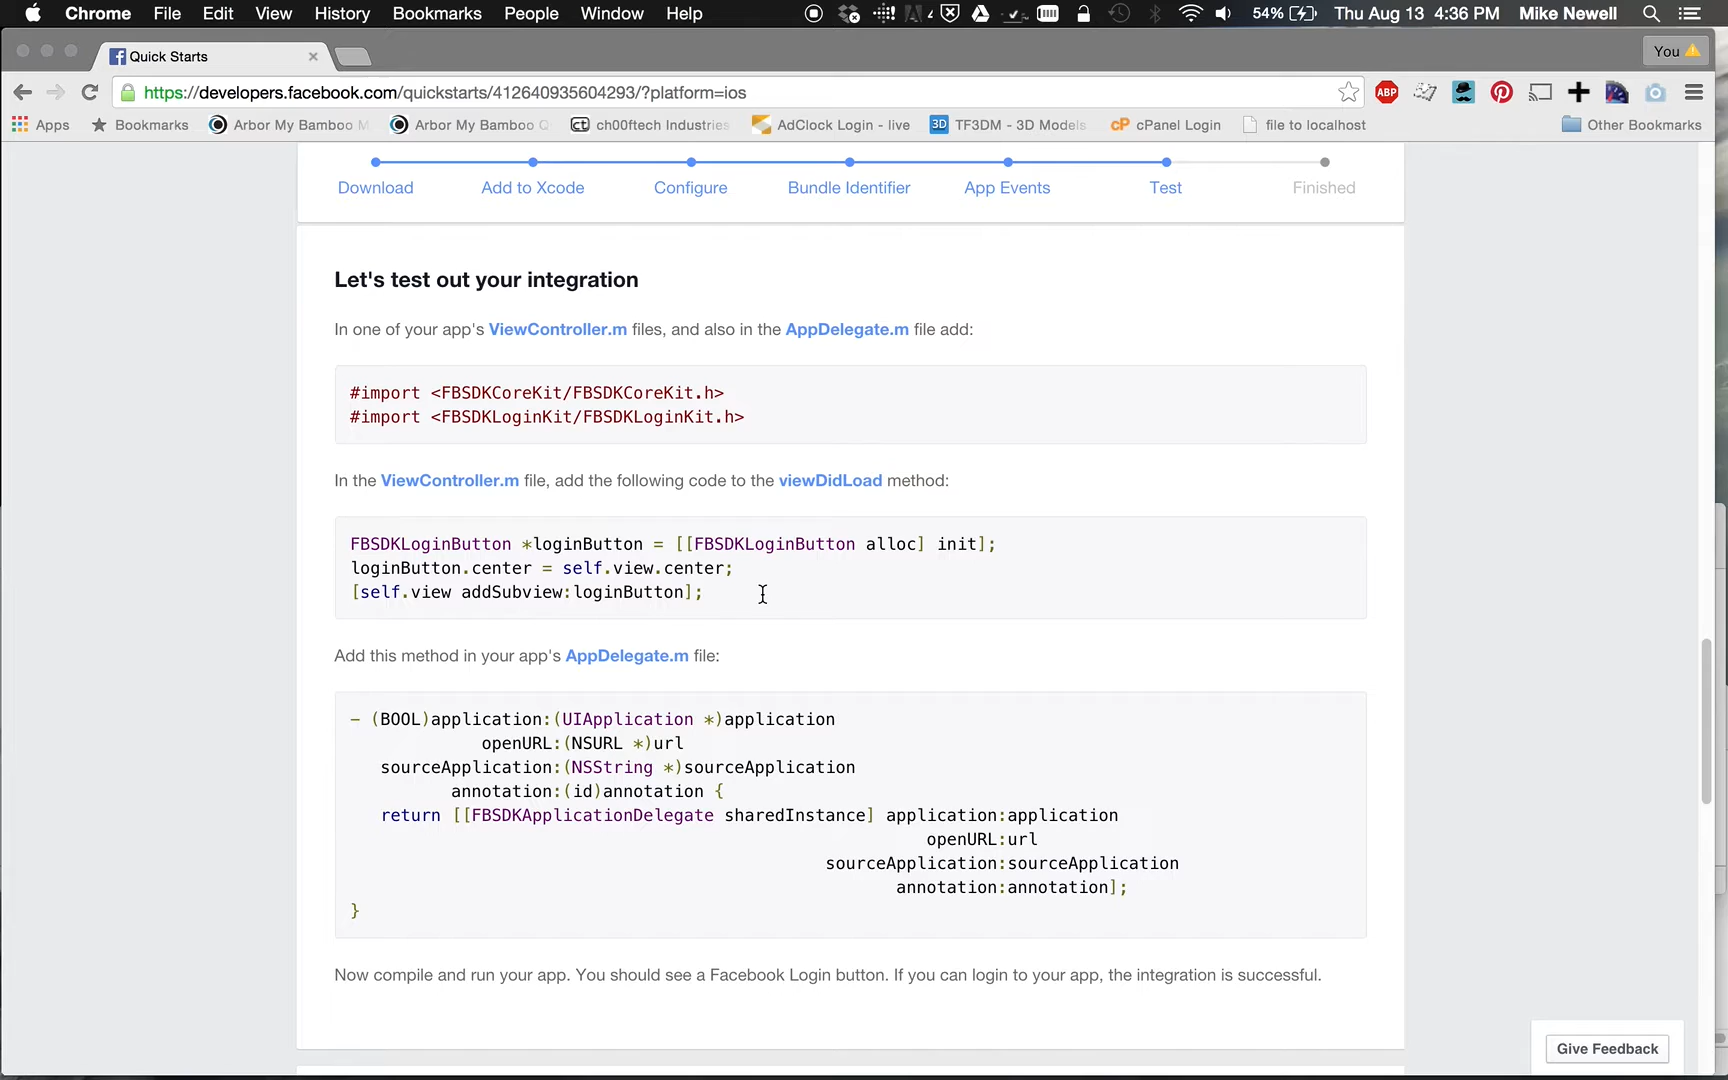 Chrome File Edit View History Bookmarks People Window Help 54% Thu Aug 13 4:36 PM Mike Newell
Quick Starts You
https://developers.facebook.com/quickstarts/412640935604293/?platform=ios ABP
Apps Bookmarks Arbor My Bamboo Arbor My Bamboo ct ch00ftech Industries AdClock Login - live 3D TF3DM - 3D Models cP cPanel Login file to localhost Other Bookmarks
Download Add to Xcode Configure Bundle Identifier App Events Test Finished
Let's test out your integration
In one of your app's ViewController.m files, and also in the AppDelegate.m file add:
#import <FBSDKCoreKit/FBSDKCoreKit.h>
#import <FBSDKLoginKit/FBSDKLoginKit.h>
In the ViewController.m file, add the following code to the viewDidLoad method:
FBSDKLoginButton *loginButton = [[FBSDKLoginButton alloc] init];
loginButton.center = self.view.center;
[self.view addSubview:loginButton];
Add this method in your app's AppDelegate.m file:
- (BOOL)application:(UIApplication *)application
openURL:(NSURL *)url
sourceApplication:(NSString *)sourceApplication
annotation:(id)annotation {
return [[FBSDKApplicationDelegate sharedInstance] application:application
openURL:url
sourceApplication:sourceApplication
annotation:annotation];
}
Now compile and run your app. You should see a Facebook Login button. If you can login to your app, the integration is successful.
Give Feedback